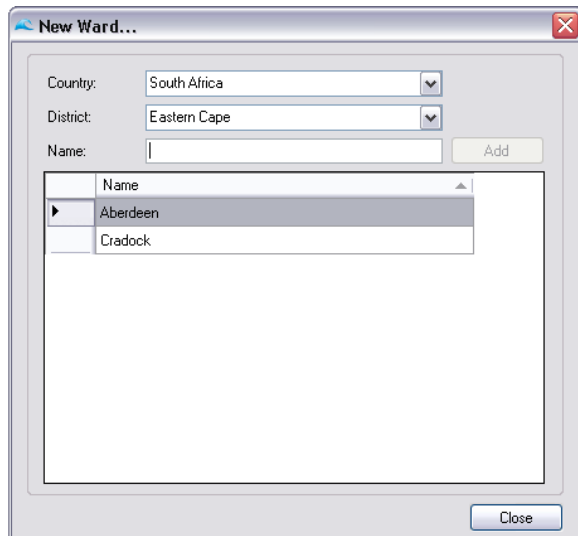 New Ward...
Country: South Africa
District: Eastern Cape
Name: Add
Name
Aberdeen
Cradock
Close